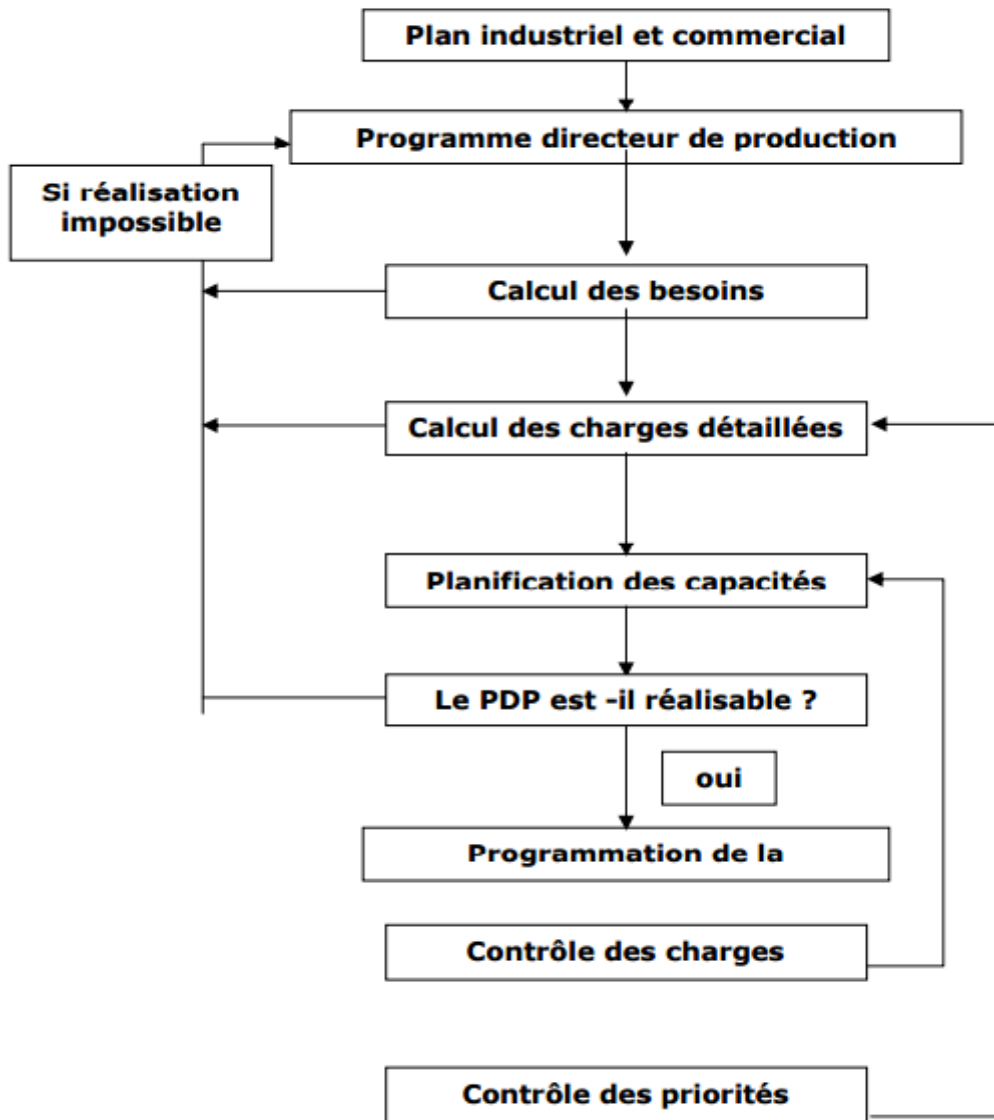 Plan industriel et commercial
Programme directeur de production
Si réalisation
impossible
Calcul des besoins
Calcul des charges détaillées
Planification des capacités
Le PDP est -il réalisable ?
oui
Programmation de la
Contrôle des charges
Contrôle des priorités